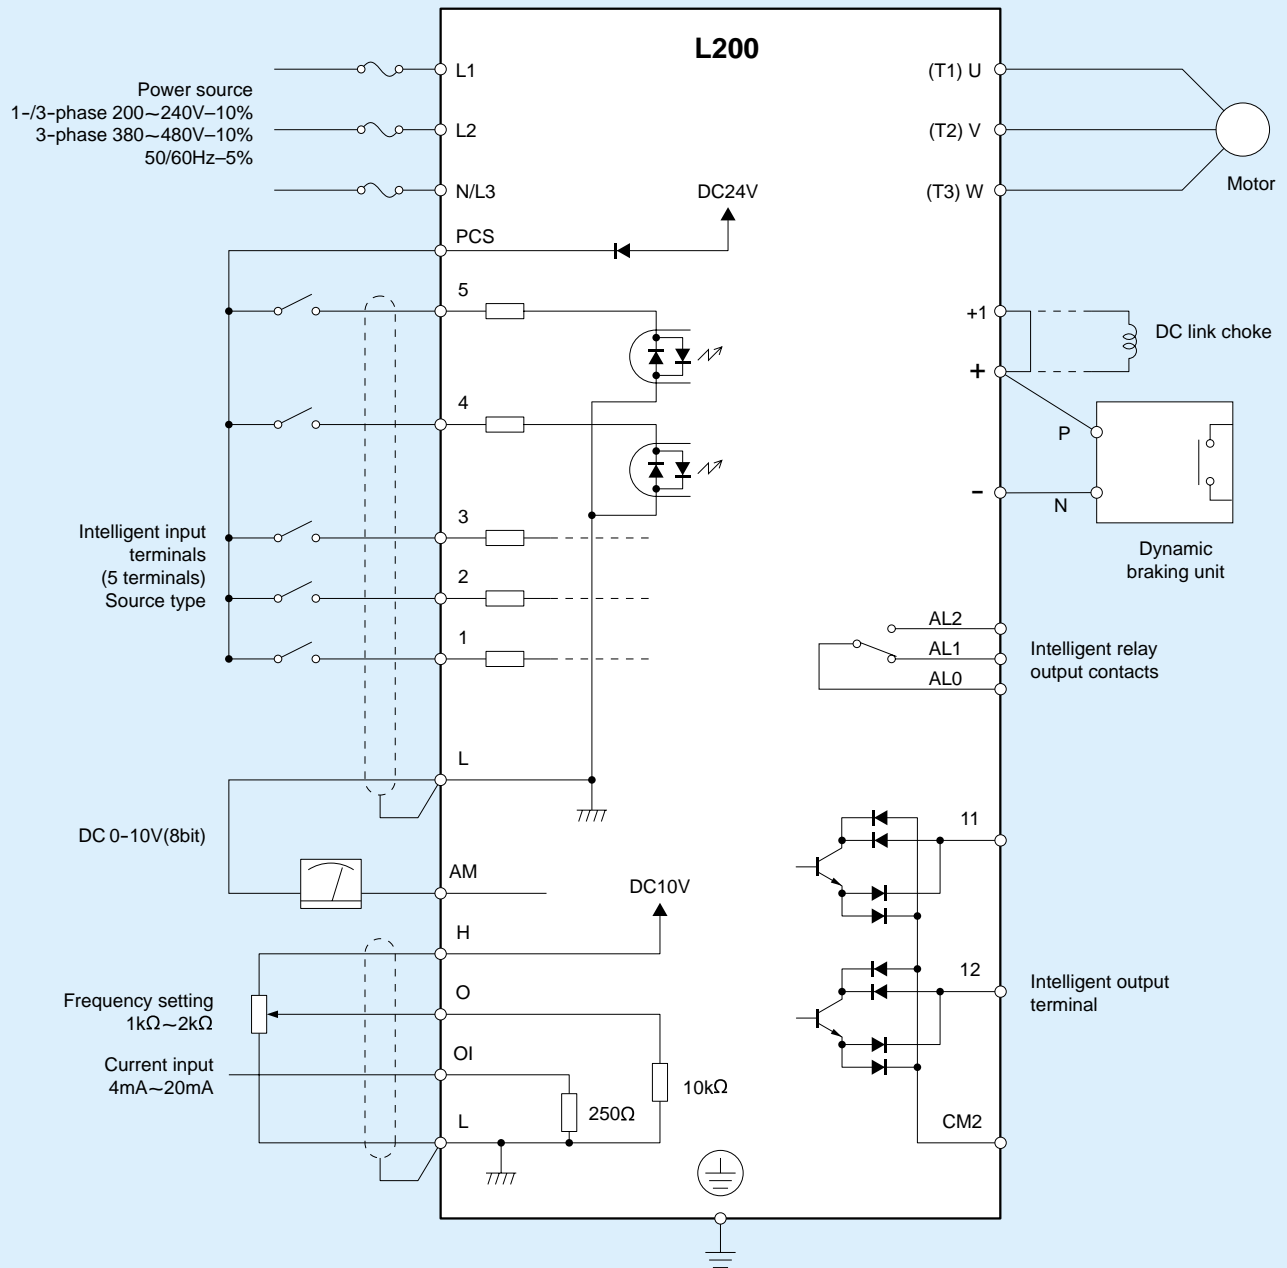 L200
L1
(T1) U
Power source
1-/3-phase 200~240V–10%
3-phase 380~480V–10%
50/60Hz–5%
L2
(T2) V
N/L3
DC24V
(T3) W
Motor
PCS
5
+1
DC link choke
+
4
P
-
N
Dynamic
braking unit
3
Intelligent input
terminals
(5 terminals)
Source type
2
1
AL2
AL1
AL0
Intelligent relay
output contacts
L
DC 0-10V(8bit)
11
AM
DC10V
H
O
Frequency setting
1kΩ~2kΩ
12
Intelligent output
terminal
OI
Current input
4mA~20mA
10kΩ
250Ω
L
CM2